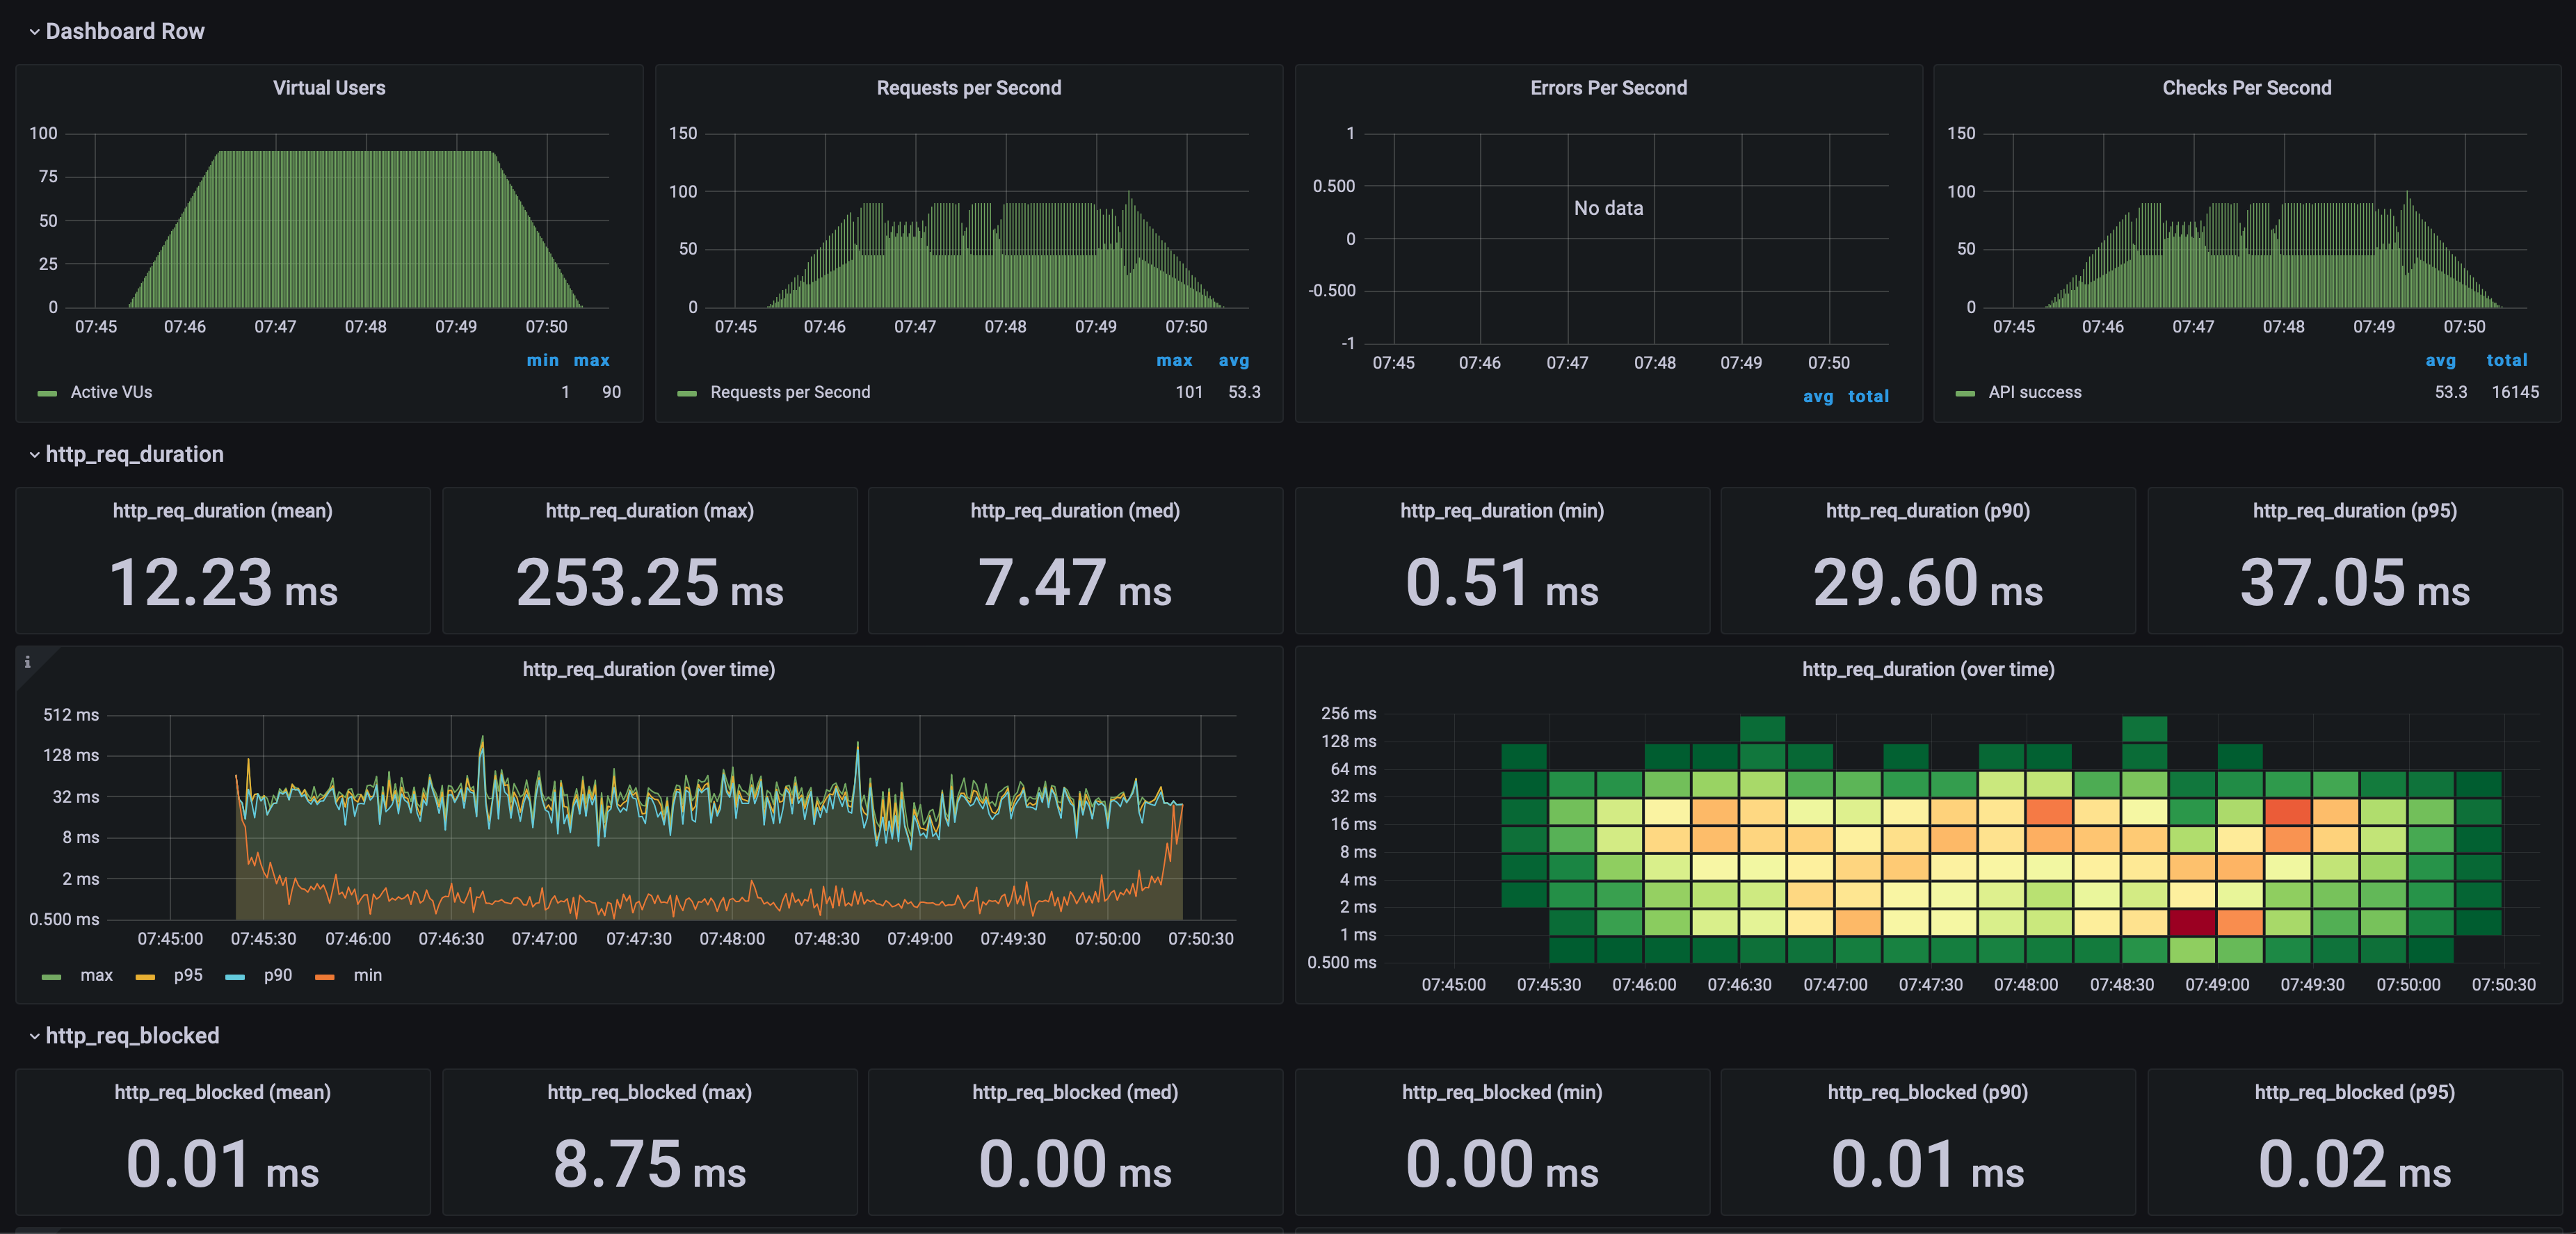 Dashboard Row
Virtual Users
100
75
50
25
0
07:45 07:46 07:47 07:48 07:49 07:50
min max
Active VUs 1 90
Requests per Second
150
100
50
0
07:45 07:46 07:47 07:48 07:49 07:50
max avg
Requests per Second 101 53.3
Errors Per Second
1
0.500
0
-0.500
-1
No data
07:45 07:46 07:47 07:48 07:49 07:50
avg total
Checks Per Second
150
100
50
0
07:45 07:46 07:47 07:48 07:49 07:50
avg total
API success 53.3 16145
http_req_duration
http_req_duration (mean)
12.23 ms
http_req_duration (max)
253.25 ms
http_req_duration (med)
7.47 ms
http_req_duration (min)
0.51 ms
http_req_duration (p90)
29.60 ms
http_req_duration (p95)
37.05 ms
i
http_req_duration (over time)
512 ms
128 ms
32 ms
8 ms
2 ms
0.500 ms
07:45:00 07:45:30 07:46:00 07:46:30 07:47:00 07:47:30 07:48:00 07:48:30 07:49:00 07:49:30 07:50:00 07:50:30
max p95 p90 min
http_req_duration (over time)
256 ms
128 ms
64 ms
32 ms
16 ms
8 ms
4 ms
2 ms
1 ms
0.500 ms
07:45:00 07:45:30 07:46:00 07:46:30 07:47:00 07:47:30 07:48:00 07:48:30 07:49:00 07:49:30 07:50:00 07:50:30
http_req_blocked
http_req_blocked (mean)
0.01 ms
http_req_blocked (max)
8.75 ms
http_req_blocked (med)
0.00 ms
http_req_blocked (min)
0.00 ms
http_req_blocked (p90)
0.01 ms
http_req_blocked (p95)
0.02 ms